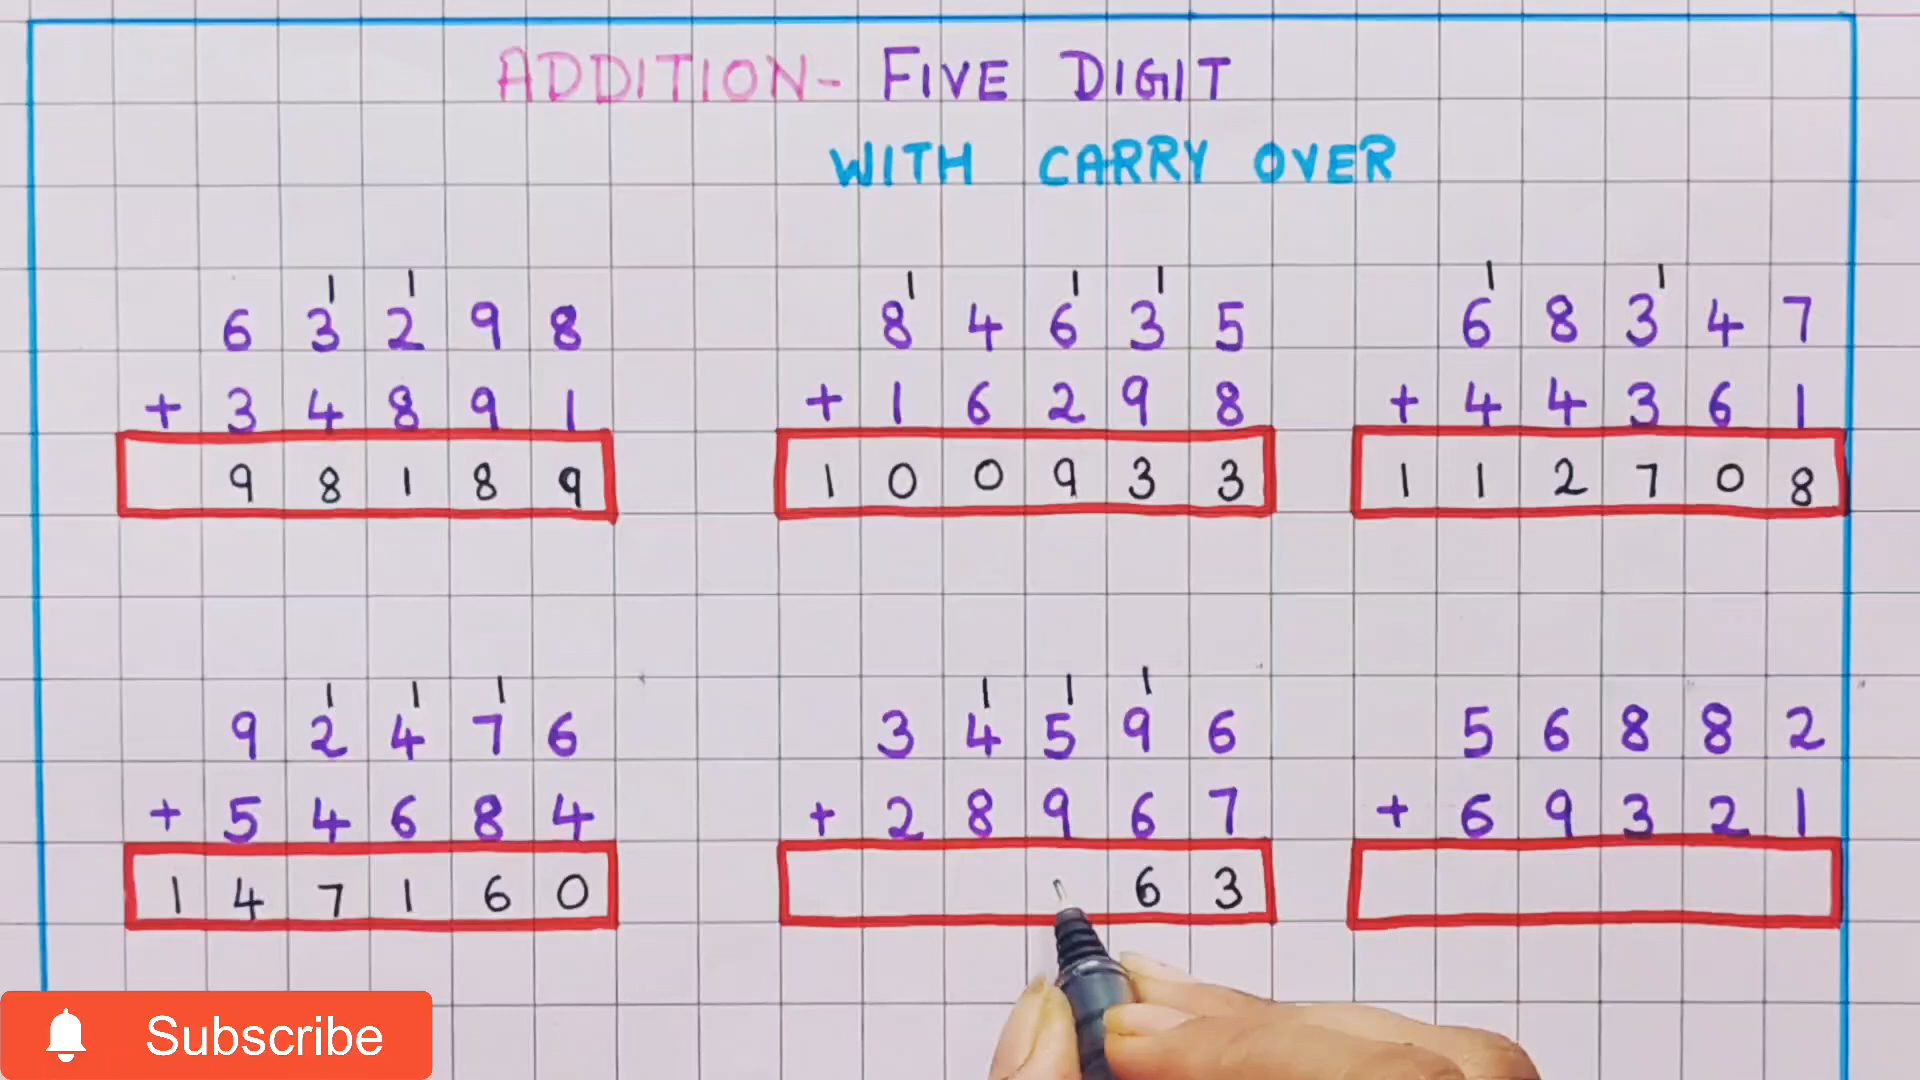 ADDITION- FIVE DIGIT
WITH CARRY OVER
1 1
6 3 2 9 8
+ 3 4 8 9 1
9 8 1 8 9
1 1 1
8 4 6 3 5
+ 1 6 2 9 8
1 0 0 9 3 3
1 1
6 8 3 4 7
+ 4 4 3 6 1
1 1 2 7 0 8
1 1 1
9 2 4 7 6
+ 5 4 6 8 4
1 4 7 1 6 0
1 1 1
3 4 5 9 6
+ 2 8 9 6 7
6 3
5 6 8 8 2
+ 6 9 3 2 1
Subscribe